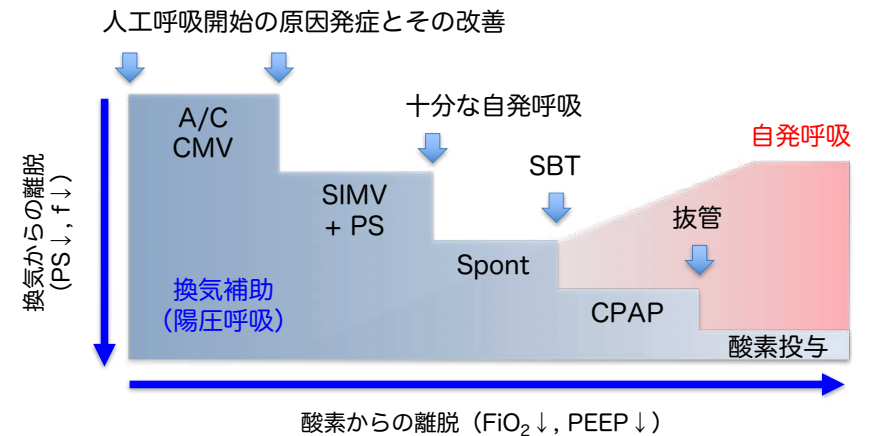 人工呼吸開始の原因発症とその改善
A/C
CMV
十分な自発呼吸
自発呼吸
SBT
SIMV
+ PS
抜管
Spont
換気からの離脱
(PS↓, f↓)
換気補助
（陽圧呼吸）
CPAP
酸素投与
酸素からの離脱（FiO₂↓, PEEP↓）